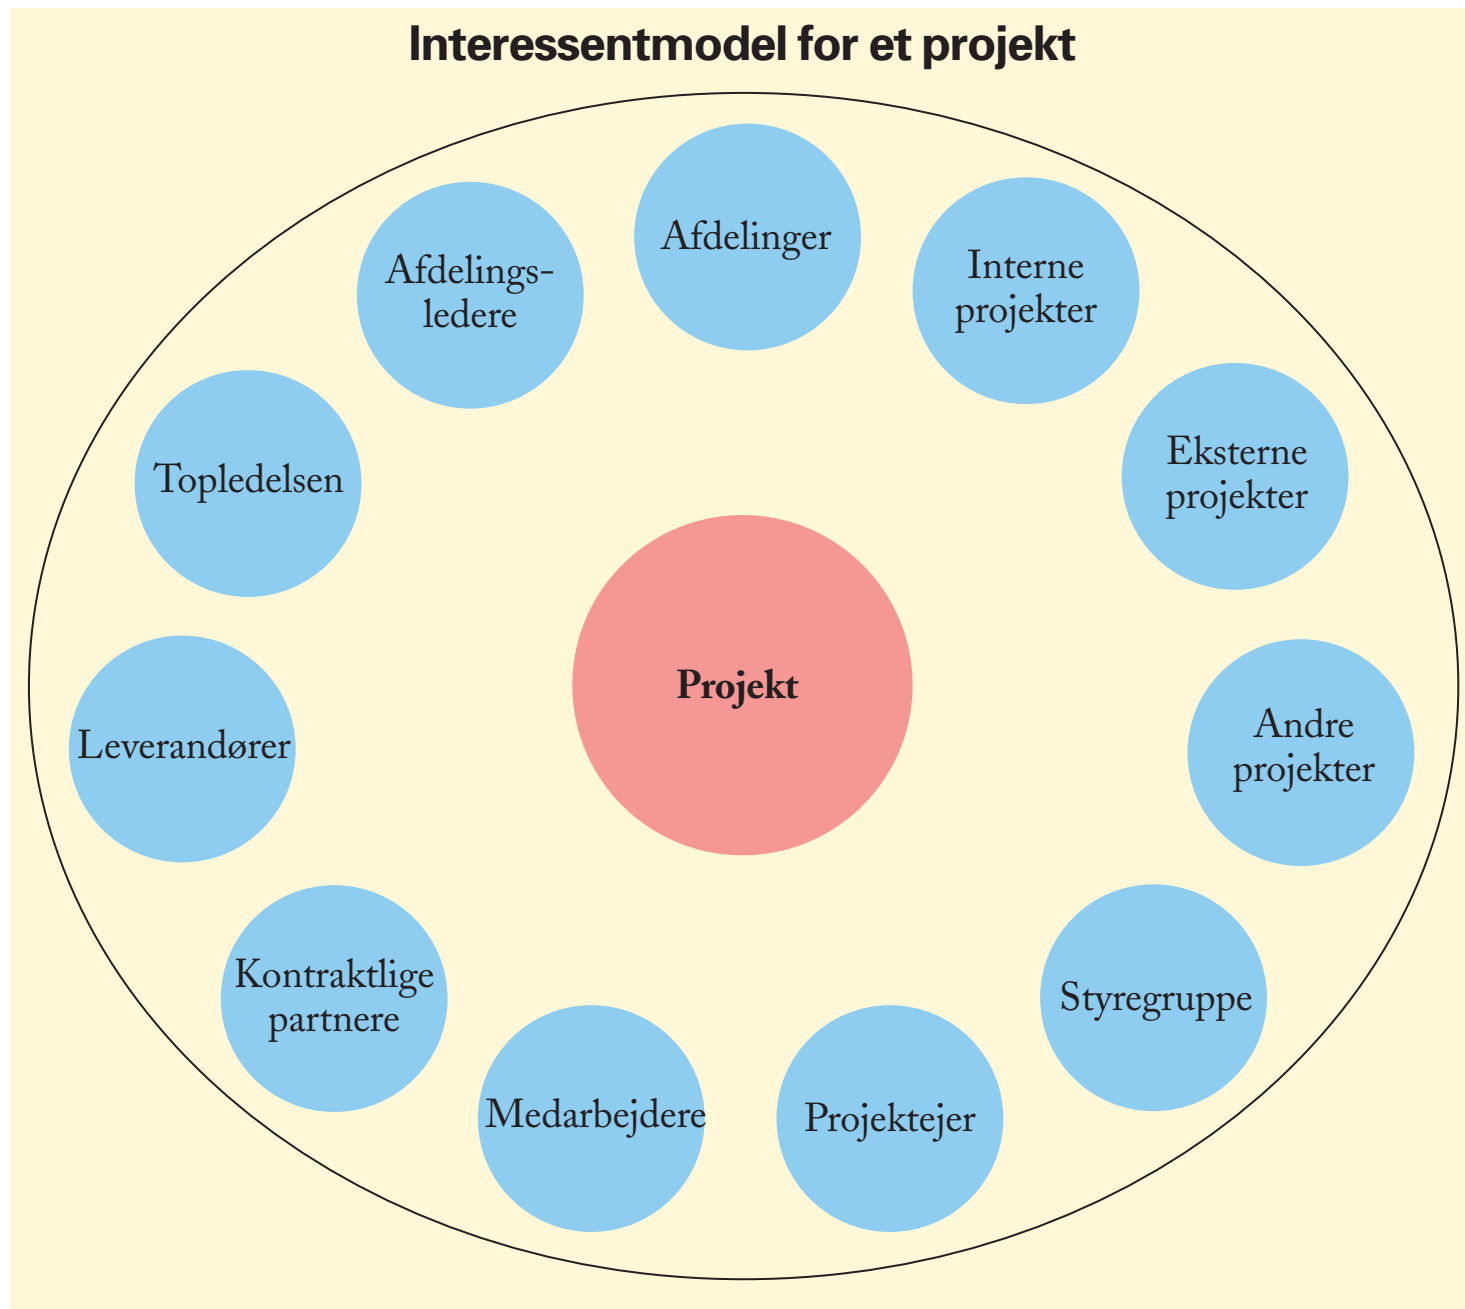 Interessentmodel for et projekt
Afdelinger
Interne
projekter
Afdelings-
ledere
Eksterne
projekter
Topledelsen
Projekt
Andre
projekter
Leverandører
Kontraktlige
partnere
Styregruppe
Medarbejdere
Projektejer